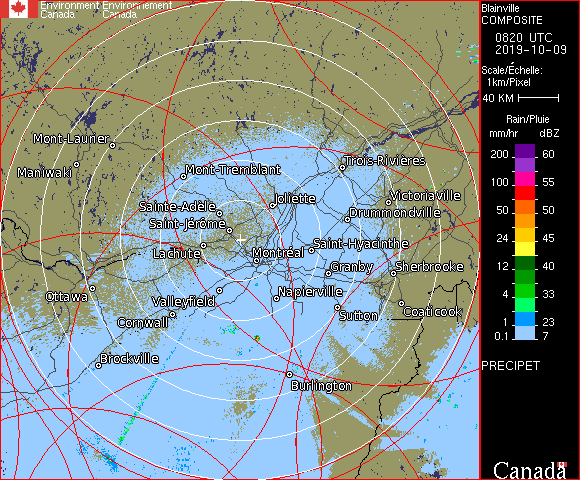 Environment Environnement
Canada Canada
Blainville
COMPOSITE
0820 UTC
2019-10-09
Scale/Échelle:
1km/Pixel
40 KM
Rain/Pluie
mm/hr dBZ
200 60
100 55
50 50
24 45
12 40
4 33
1 23
0.1 7
PRECIPET
Canada
Mont-Laurier
Maniwaki
Mont-Tremblant
Trois-Rivières
Joliette
Victoriaville
Sainte-Adèle
Drummondville
Saint-Jérôme
Lachute
Montréal
Saint-Hyacinthe
Granby
Sherbrooke
Ottawa
Valleyfield
Napierville
Cornwall
Sutton
Coaticook
Brockville
Burlington